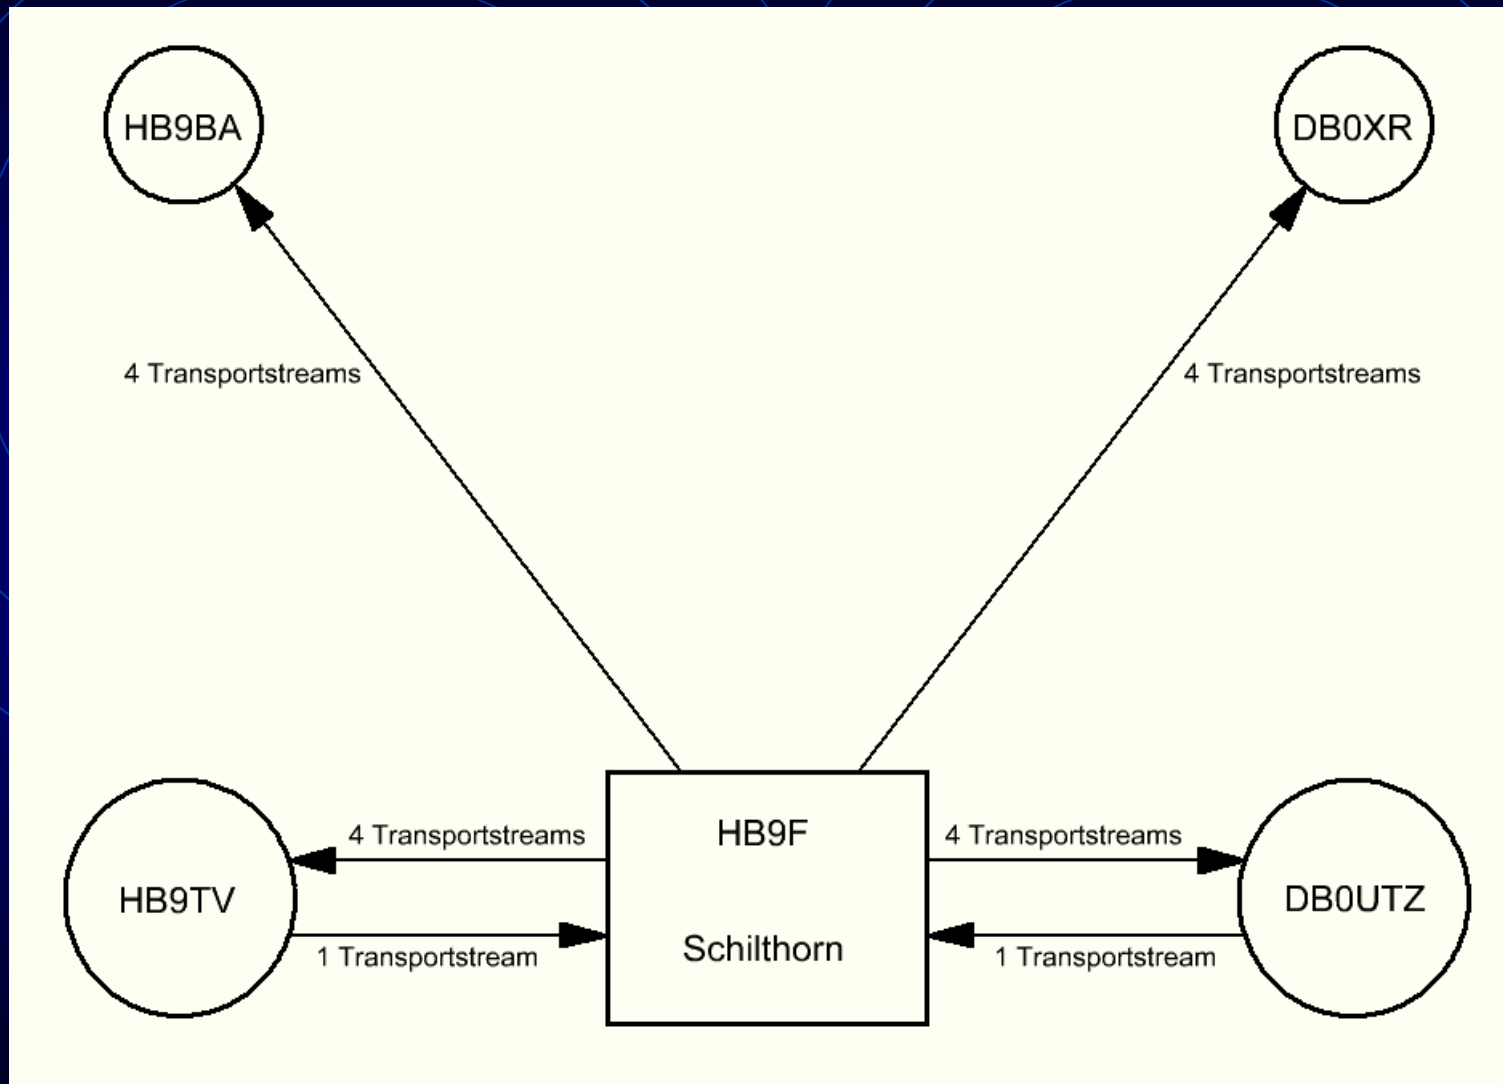 HB9BA
DB0XR
4 Transportstreams
4 Transportstreams
4 Transportstreams
HB9F
4 Transportstreams
HB9TV
DB0UTZ
1 Transportstream
Schilthorn
1 Transportstream